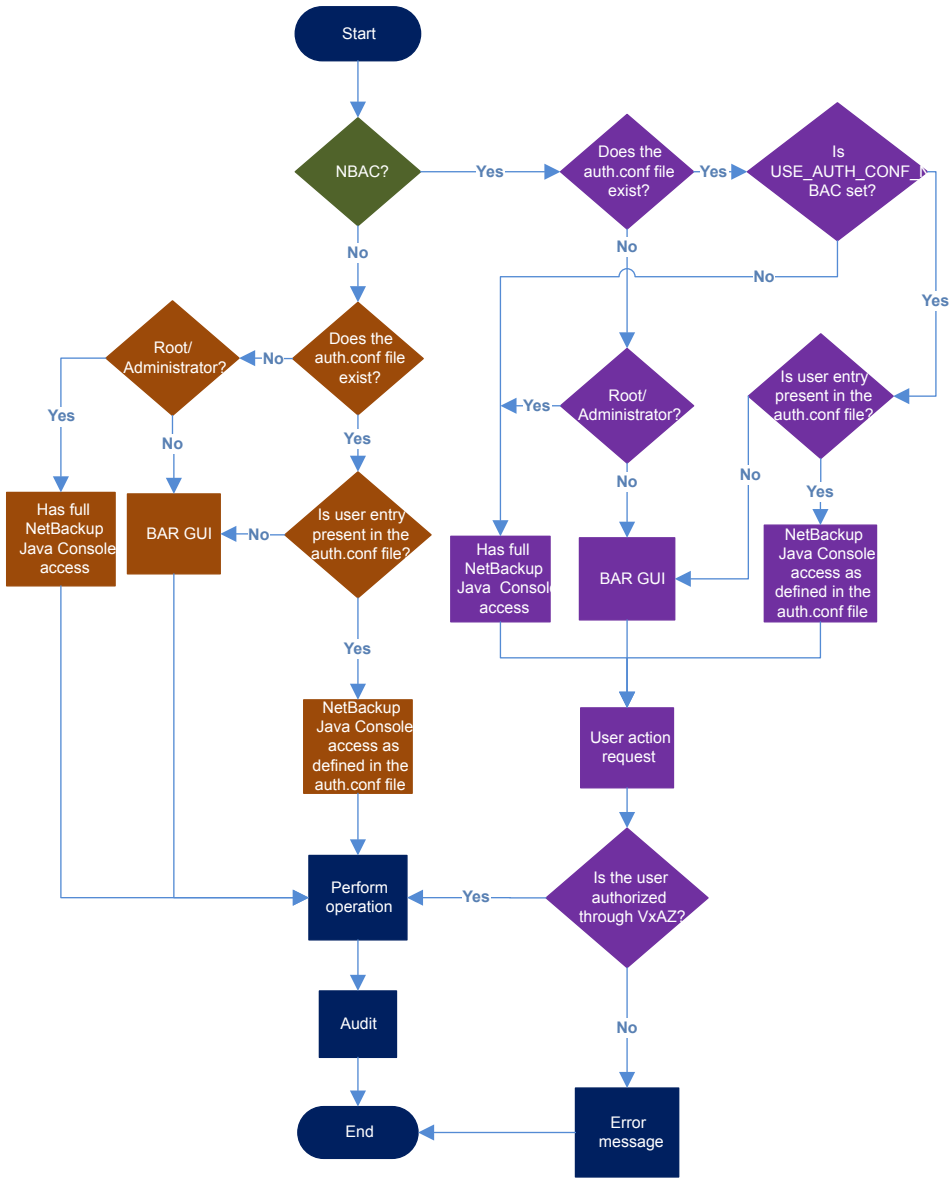 Start
NBAC?
Yes
Does the
auth.conf file
exist?
Yes
Is
USE_AUTH_CONF_N
BAC set?
No
No
No
Yes
Root/
Administrator?
No
Does the
auth.conf file
exist?
Yes
No
Yes
Root/
Administrator?
Yes
No
Is user entry
present in the
auth.conf file?
No
Yes
Has full
NetBackup
Java Console
access
BAR GUI
No
Is user entry
present in the
auth.conf file?
Has full
NetBackup
Java Console
access
BAR GUI
NetBackup
Java Console
access as
defined in the
auth.conf file
Yes
NetBackup
Java Console
access as
defined in the
auth.conf file
User action
request
Perform
operation
Yes
Is the user
authorized
through VxAZ?
Audit
No
End
Error
message